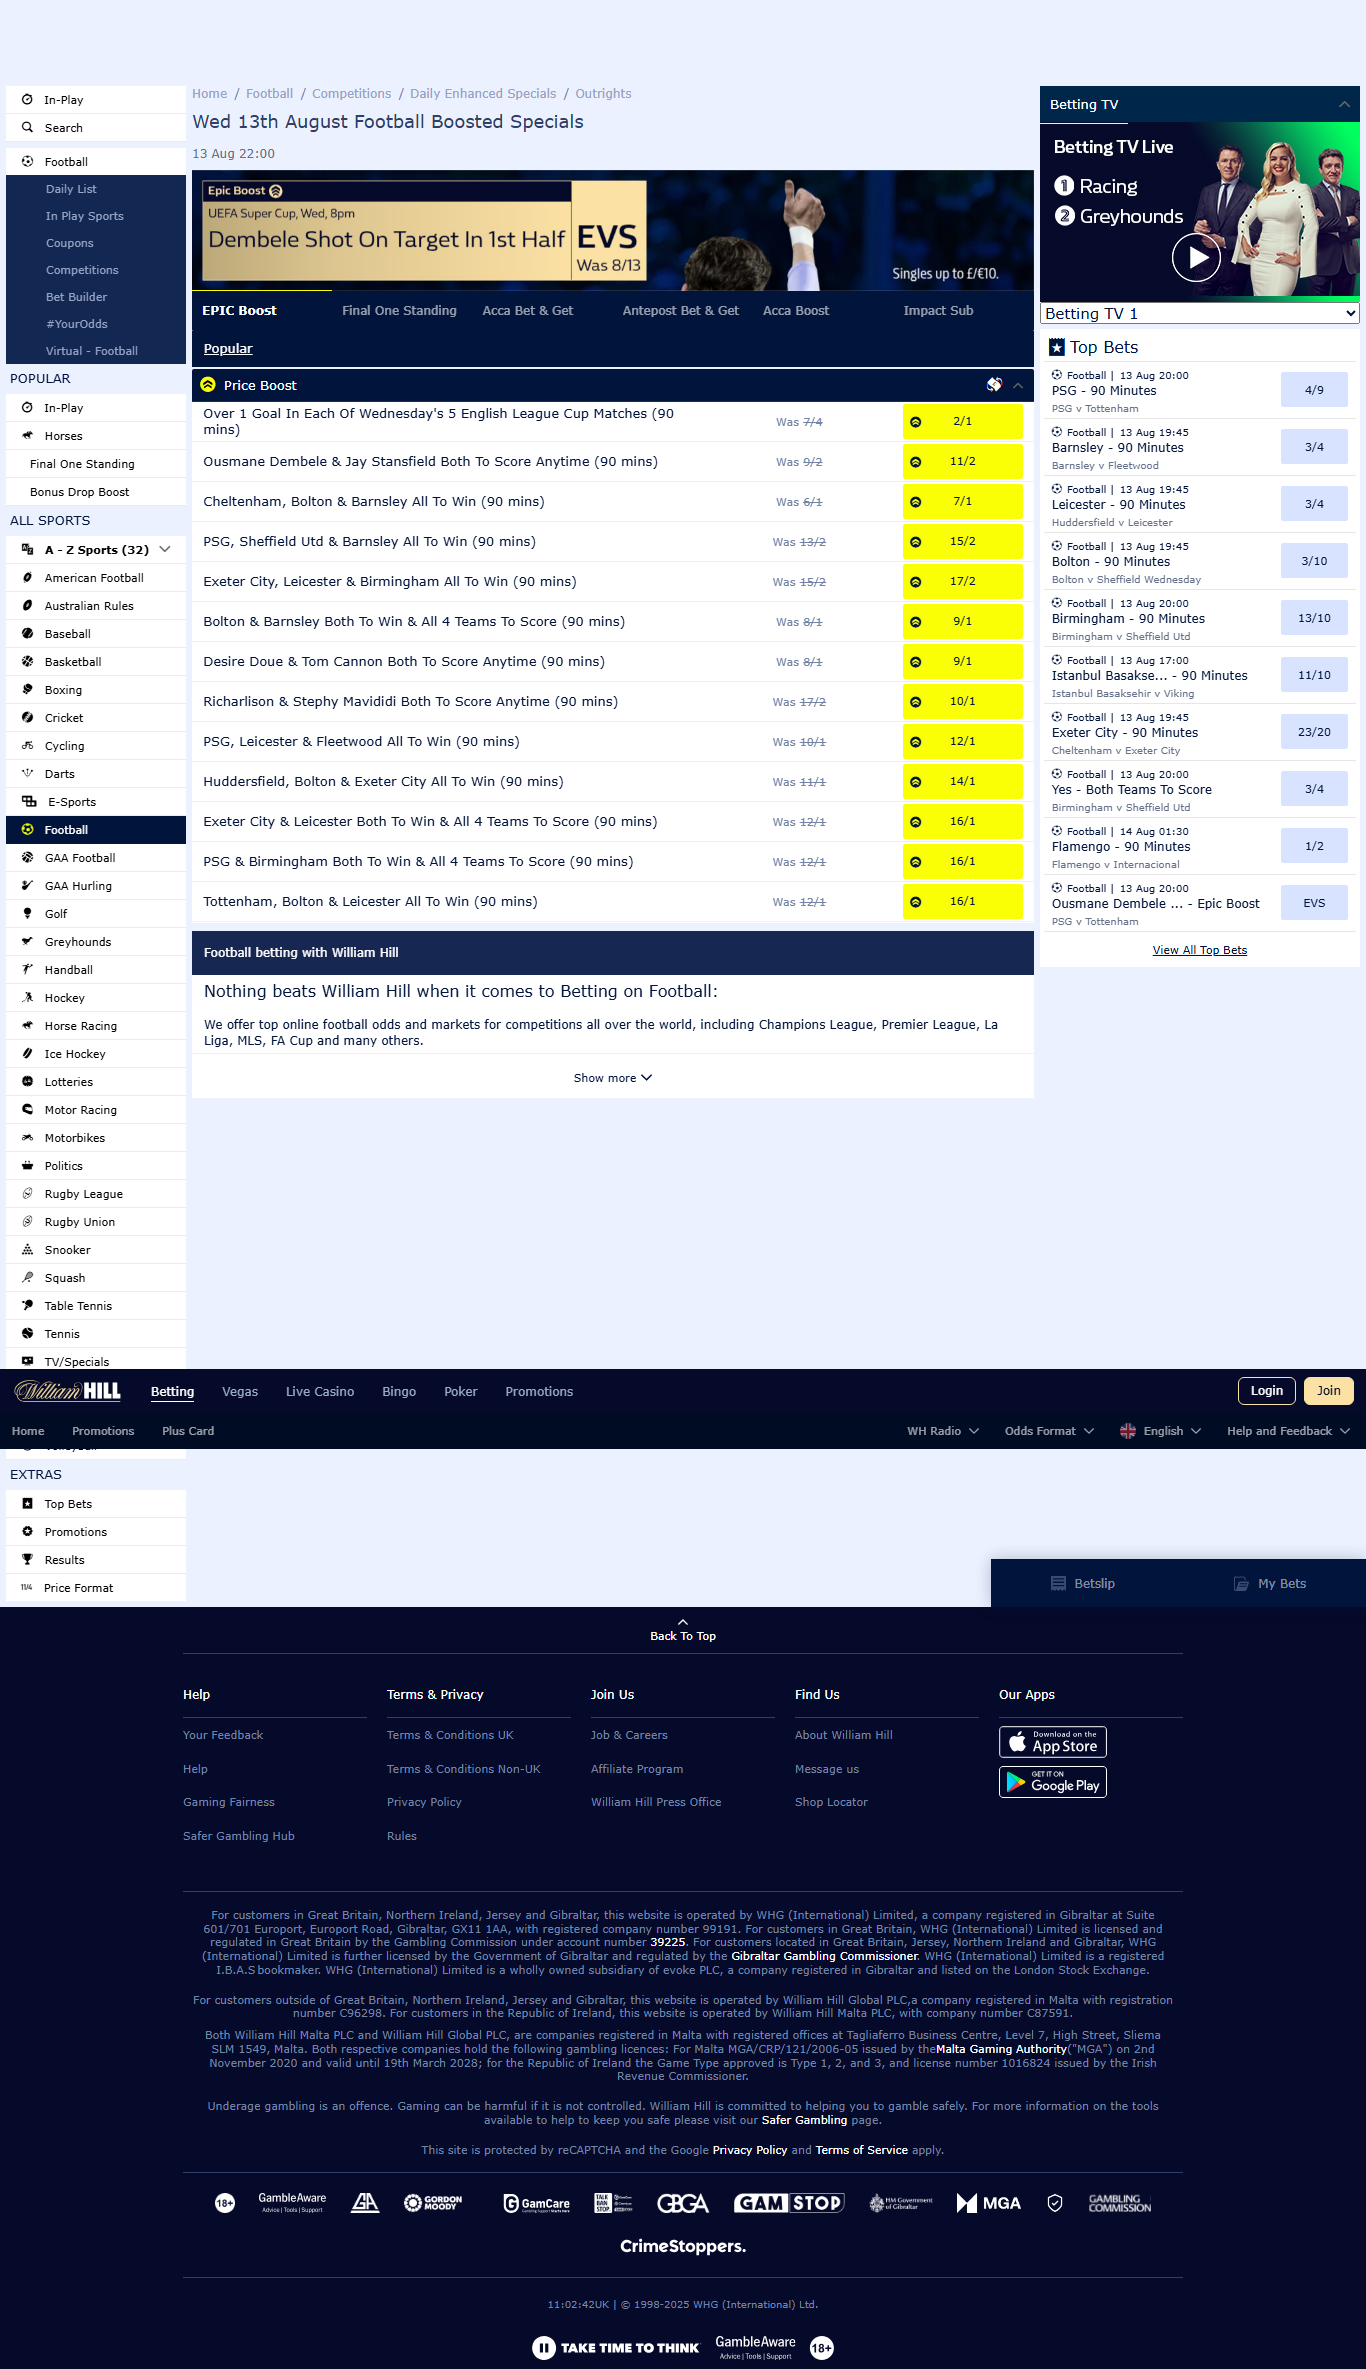 In-Play
Search
Football
Daily List
In Play Sports
Coupons
Competitions
Bet Builder
#YourOdds
Virtual - Football
POPULAR
In-Play
Horses
Final One Standing
Bonus Drop Boost
ALL SPORTS
A - Z Sports (32)
American Football
Australian Rules
Baseball
Basketball
Boxing
Cricket
Cycling
Darts
E-Sports
Football
GAA Football
GAA Hurling
Golf
Greyhounds
Handball
Hockey
Horse Racing
Ice Hockey
Lotteries
Motor Racing
Motorbikes
Politics
Rugby League
Rugby Union
Snooker
Squash
Table Tennis
Tennis
TV/Specials
Home / Football / Competitions / Daily Enhanced Specials / Outrights
Wed 13th August Football Boosted Specials
13 Aug 22:00
Epic Boost
UEFA Super Cup, Wed, 8pm
Dembele Shot On Target In 1st Half
EVS
Was 8/13
Singles up to £/€10.
EPIC Boost Final One Standing Acca Bet & Get Antepost Bet & Get Acca Boost Impact Sub
Popular
Price Boost
Over 1 Goal In Each Of Wednesday's 5 English League Cup Matches (90
mins) Was 7/4 2/1
Ousmane Dembele & Jay Stansfield Both To Score Anytime (90 mins) Was 9/2 11/2
Cheltenham, Bolton & Barnsley All To Win (90 mins) Was 6/1 7/1
PSG, Sheffield Utd & Barnsley All To Win (90 mins) Was 13/2 15/2
Exeter City, Leicester & Birmingham All To Win (90 mins) Was 15/2 17/2
Bolton & Barnsley Both To Win & All 4 Teams To Score (90 mins) Was 8/1 9/1
Desire Doue & Tom Cannon Both To Score Anytime (90 mins) Was 8/1 9/1
Richarlison & Stephy Mavididi Both To Score Anytime (90 mins) Was 17/2 10/1
PSG, Leicester & Fleetwood All To Win (90 mins) Was 10/1 12/1
Huddersfield, Bolton & Exeter City All To Win (90 mins) Was 11/1 14/1
Exeter City & Leicester Both To Win & All 4 Teams To Score (90 mins) Was 12/1 16/1
PSG & Birmingham Both To Win & All 4 Teams To Score (90 mins) Was 12/1 16/1
Tottenham, Bolton & Leicester All To Win (90 mins) Was 12/1 16/1
Football betting with William Hill
Nothing beats William Hill when it comes to Betting on Football:
We offer top online football odds and markets for competitions all over the world, including Champions League, Premier League, La
Liga, MLS, FA Cup and many others.
Show more
Betting TV
Betting TV Live
1 Racing
2 Greyhounds
Betting TV 1
Top Bets
Football | 13 Aug 20:00
PSG - 90 Minutes 4/9
PSG v Tottenham
Football | 13 Aug 19:45
Barnsley - 90 Minutes 3/4
Barnsley v Fleetwood
Football | 13 Aug 19:45
Leicester - 90 Minutes 3/4
Huddersfield v Leicester
Football | 13 Aug 19:45
Bolton - 90 Minutes 3/10
Bolton v Sheffield Wednesday
Football | 13 Aug 20:00
Birmingham - 90 Minutes 13/10
Birmingham v Sheffield Utd
Football | 13 Aug 17:00
Istanbul Basakse... - 90 Minutes 11/10
Istanbul Basaksehir v Viking
Football | 13 Aug 19:45
Exeter City - 90 Minutes 23/20
Cheltenham v Exeter City
Football | 13 Aug 20:00
Yes - Both Teams To Score 3/4
Birmingham v Sheffield Utd
Football | 14 Aug 01:30
Flamengo - 90 Minutes 1/2
Flamengo v Internacional
Football | 13 Aug 20:00
Ousmane Dembele ... - Epic Boost EVS
PSG v Tottenham
View All Top Bets
William HILL Betting Vegas Live Casino Bingo Poker Promotions Login Join
Home Promotions Plus Card WH Radio Odds Format English Help and Feedback
EXTRAS
Top Bets
Promotions
Results
11/4 Price Format
Betslip My Bets
Back To Top
Help
Your Feedback
Help
Gaming Fairness
Safer Gambling Hub
Terms & Privacy
Terms & Conditions UK
Terms & Conditions Non-UK
Privacy Policy
Rules
Join Us
Job & Careers
Affiliate Program
William Hill Press Office
Find Us
About William Hill
Message us
Shop Locator
Our Apps
Download on the
App Store
GET IT ON
Google Play
For customers in Great Britain, Northern Ireland, Jersey and Gibraltar, this website is operated by WHG (International) Limited, a company registered in Gibraltar at Suite
601/701 Europort, Europort Road, Gibraltar, GX11 1AA, with registered company number 99191. For customers in Great Britain, WHG (International) Limited is licensed and
regulated in Great Britain by the Gambling Commission under account number 39225. For customers located in Great Britain, Jersey, Northern Ireland and Gibraltar, WHG
(International) Limited is further licensed by the Government of Gibraltar and regulated by the Gibraltar Gambling Commissioner. WHG (International) Limited is a registered
I.B.A.S bookmaker. WHG (International) Limited is a wholly owned subsidiary of evoke PLC, a company registered in Gibraltar and listed on the London Stock Exchange.
For customers outside of Great Britain, Northern Ireland, Jersey and Gibraltar, this website is operated by William Hill Global PLC,a company registered in Malta with registration
number C96298. For customers in the Republic of Ireland, this website is operated by William Hill Malta PLC, with company number C87591.
Both William Hill Malta PLC and William Hill Global PLC, are companies registered in Malta with registered offices at Tagliaferro Business Centre, Level 7, High Street, Sliema
SLM 1549, Malta. Both respective companies hold the following gambling licences: For Malta MGA/CRP/121/2006-05 issued by theMalta Gaming Authority("MGA") on 2nd
November 2020 and valid until 19th March 2028; for the Republic of Ireland the Game Type approved is Type 1, 2, and 3, and license number 1016824 issued by the Irish
Revenue Commissioner.
Underage gambling is an offence. Gaming can be harmful if it is not controlled. William Hill is committed to helping you to gamble safely. For more information on the tools
available to help to keep you safe please visit our Safer Gambling page.
This site is protected by reCAPTCHA and the Google Privacy Policy and Terms of Service apply.
18+ GambleAware GA GORDON MOODY GamCare TALK BAN STOP GBGA GAMSTOP HM Government of Gibraltar MGA GAMBLING COMMISSION
Advice | Tools | Support
CrimeStoppers.
11:02:42UK | © 1998-2025 WHG (International) Ltd.
TAKE TIME TO THINK GambleAware 18+
Advice | Tools | Support